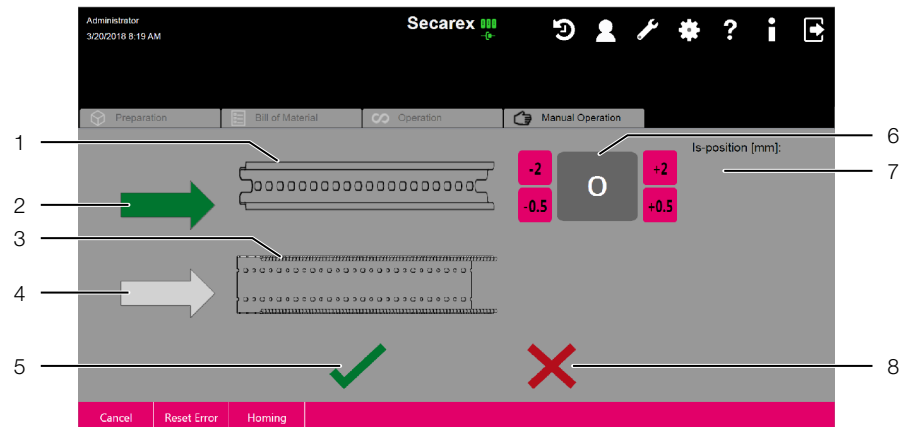 Administrator
3/20/2018 8:19 AM
Secarex
?
i
Preparation
Bill of Material
Operation
Manual Operation
1
2
3
4
5
6
7
8
-2
+2
0
-0.5
+0.5
Is-position [mm]:
Cancel
Reset Error
Homing